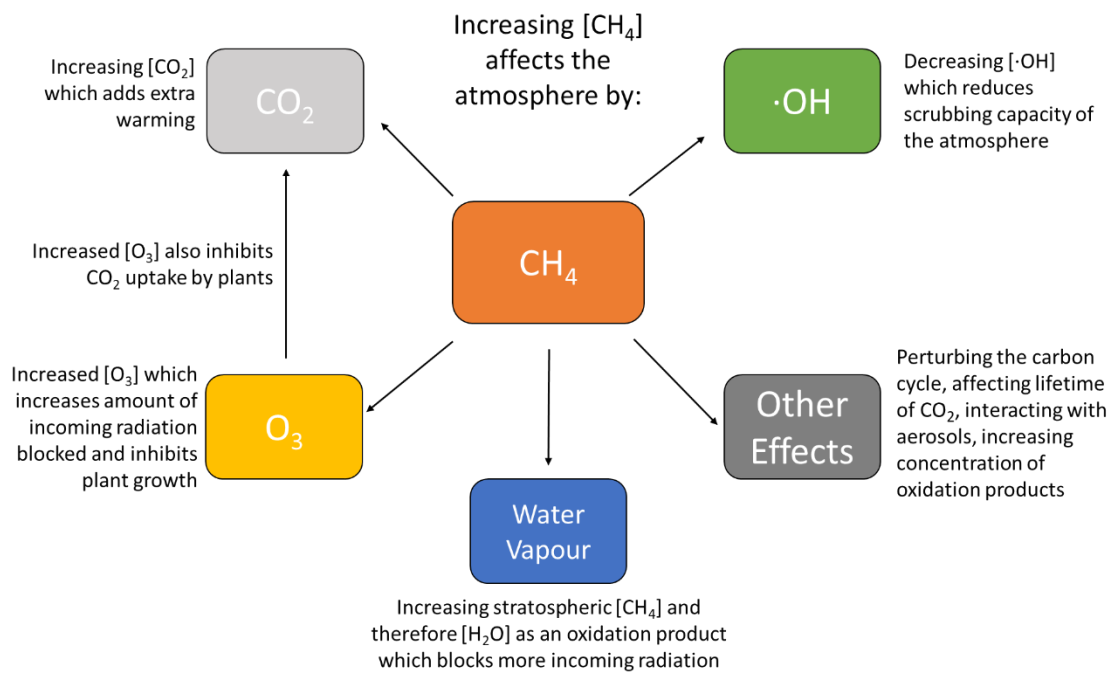 Increasing [CH₄]
affects the
atmosphere by:
Increasing [CO₂]
which adds extra
warming
CO₂
·OH
Decreasing [·OH]
which reduces
scrubbing capacity of
the atmosphere
CH₄
Increased [O₃] also inhibits
CO₂ uptake by plants
Increased [O₃] which
increases amount of
incoming radiation
blocked and inhibits
plant growth
O₃
Other
Effects
Perturbing the carbon
cycle, affecting lifetime
of CO₂, interacting with
aerosols, increasing
concentration of
oxidation products
Water
Vapour
Increasing stratospheric [CH₄] and
therefore [H₂O] as an oxidation product
which blocks more incoming radiation